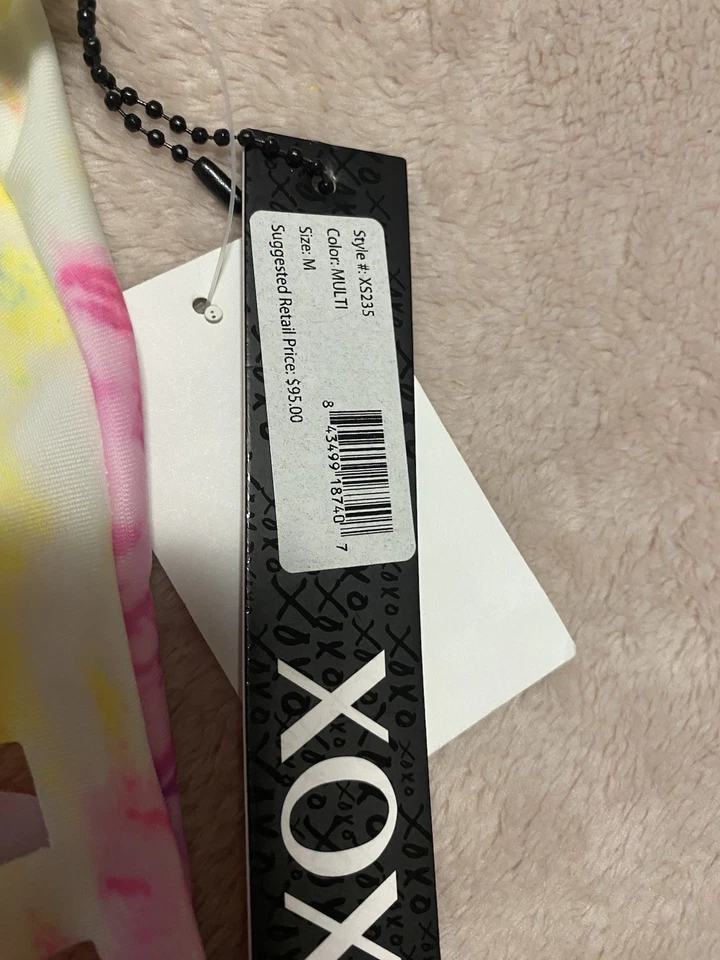 Style #: XS235
Color: MULTI
Size: M
Suggested Retail Price: $95.00
8 43499 18740 7
XOX